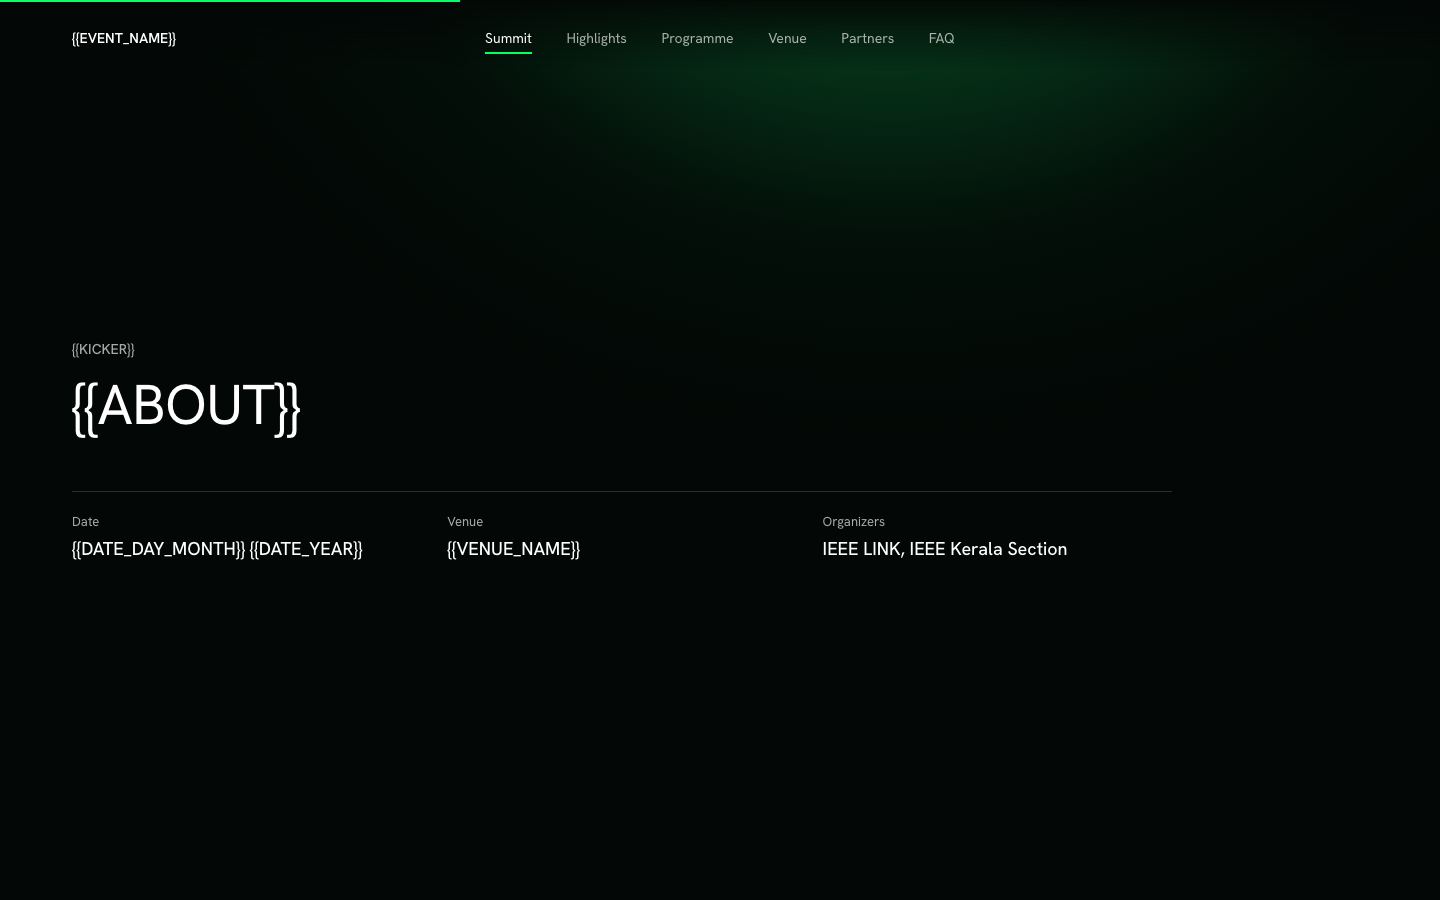 {{EVENT_NAME}}
Summit Highlights Programme Venue Partners FAQ
{{KICKER}}
{{ABOUT}}
Date
{{DATE_DAY_MONTH}} {{DATE_YEAR}}
Venue
{{VENUE_NAME}}
Organizers
IEEE LINK, IEEE Kerala Section